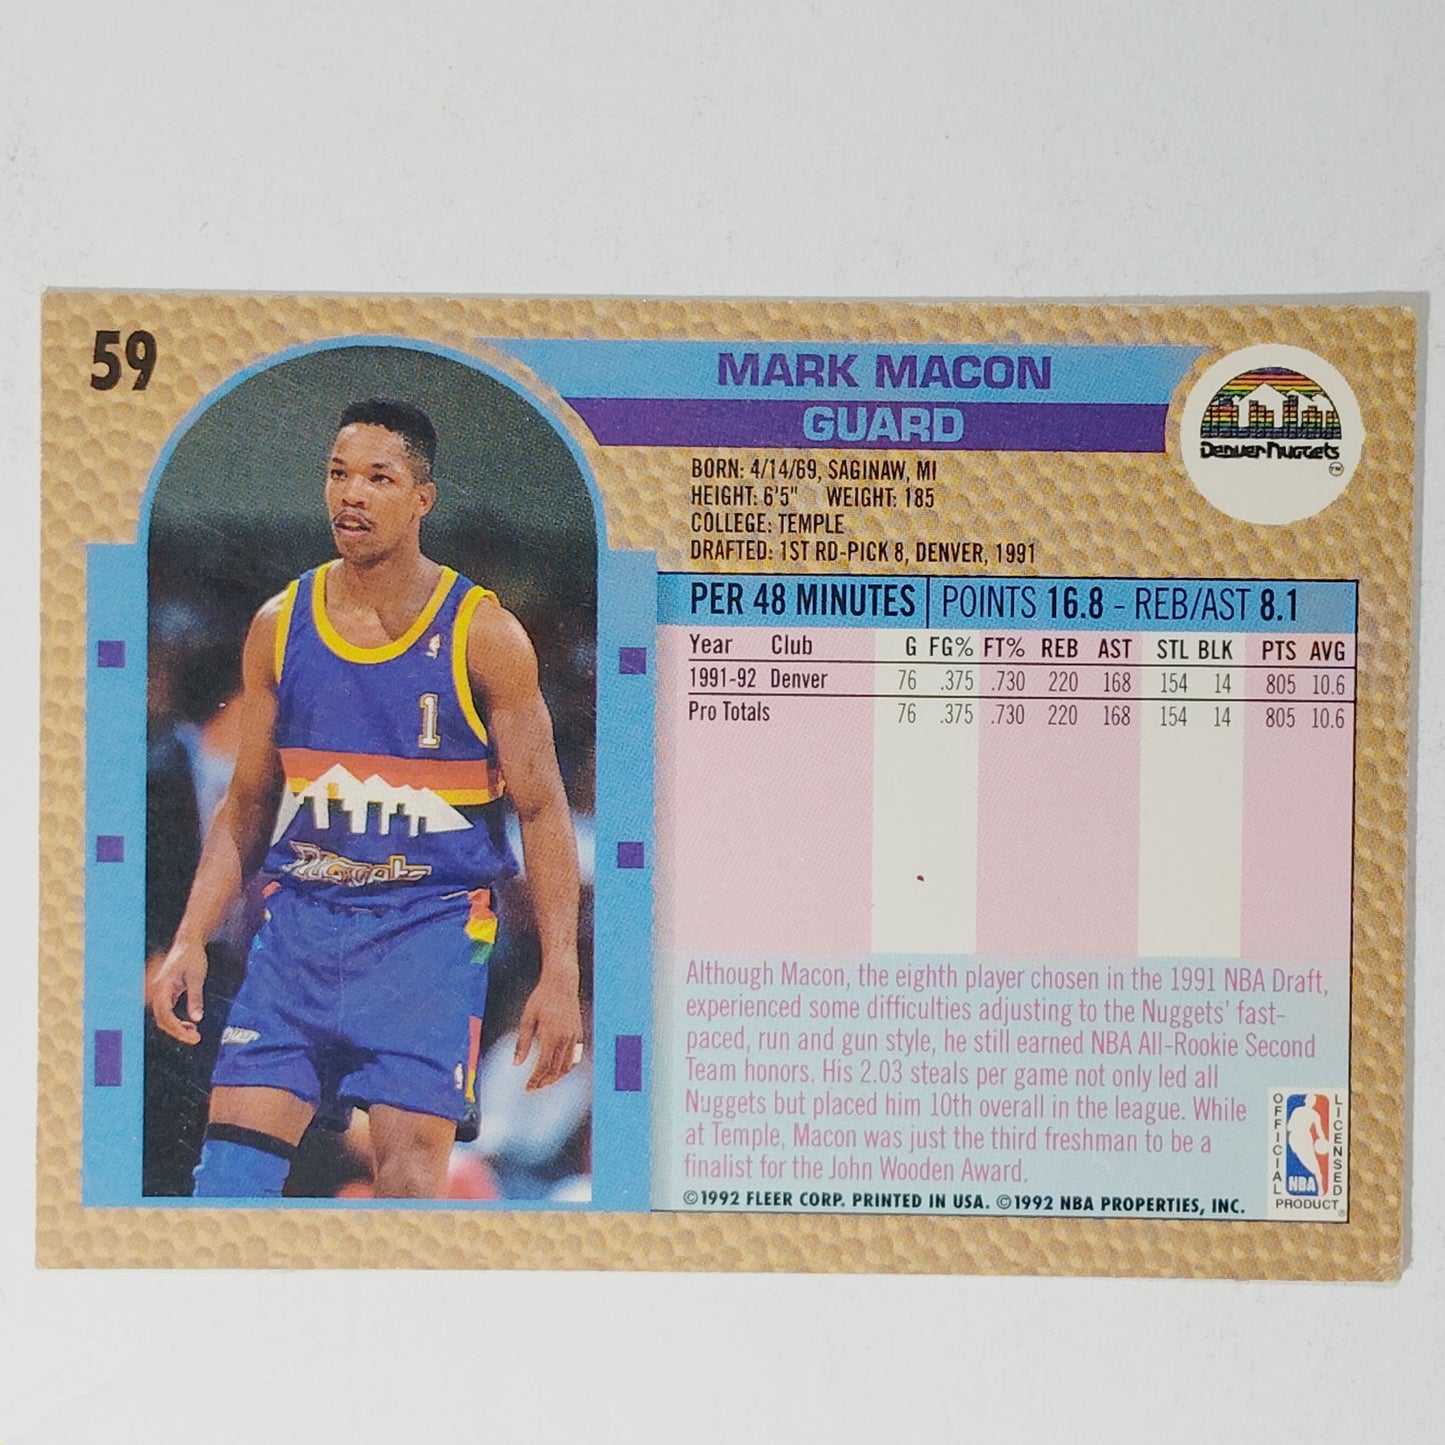 59
MARK MACON
GUARD
Denver Nuggets
TM
BORN: 4/14/69, SAGINAW, MI
HEIGHT: 6'5" WEIGHT: 185
COLLEGE: TEMPLE
DRAFTED: 1ST RD-PICK 8, DENVER, 1991
PER 48 MINUTES POINTS 16.8 - REB/AST 8.1
Year Club G FG% FT% REB AST STL BLK PTS AVG
1991-92 Denver 76 .375 .730 220 168 154 14 805 10.6
Pro Totals 76 .375 .730 220 168 154 14 805 10.6
1
Nuggets
Although Macon, the eighth player chosen in the 1991 NBA Draft,
experienced some difficulties adjusting to the Nuggets' fast-
paced, run and gun style, he still earned NBA All-Rookie Second
Team honors. His 2.03 steals per game not only led all
Nuggets but placed him 10th overall in the league. While
at Temple, Macon was just the third freshman to be a
finalist for the John Wooden Award.
©1992 FLEER CORP. PRINTED IN USA. ©1992 NBA PROPERTIES, INC.
OFFICIAL
LICENSED
NBA
PRODUCT®